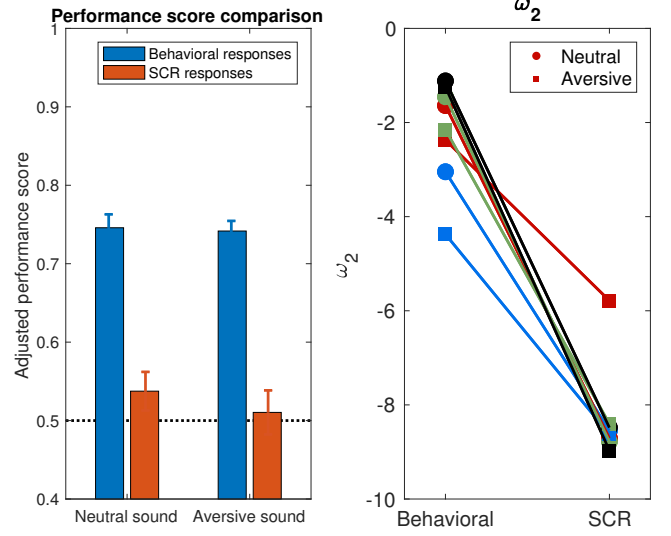 Performance score comparison
Behavioral responses
SCR responses
Adjusted performance score
1
0.9
0.8
0.7
0.6
0.5
0.4
Neutral sound
Aversive sound
ω2
Neutral
Aversive
ω2
0
-2
-4
-6
-8
-10
Behavioral
SCR